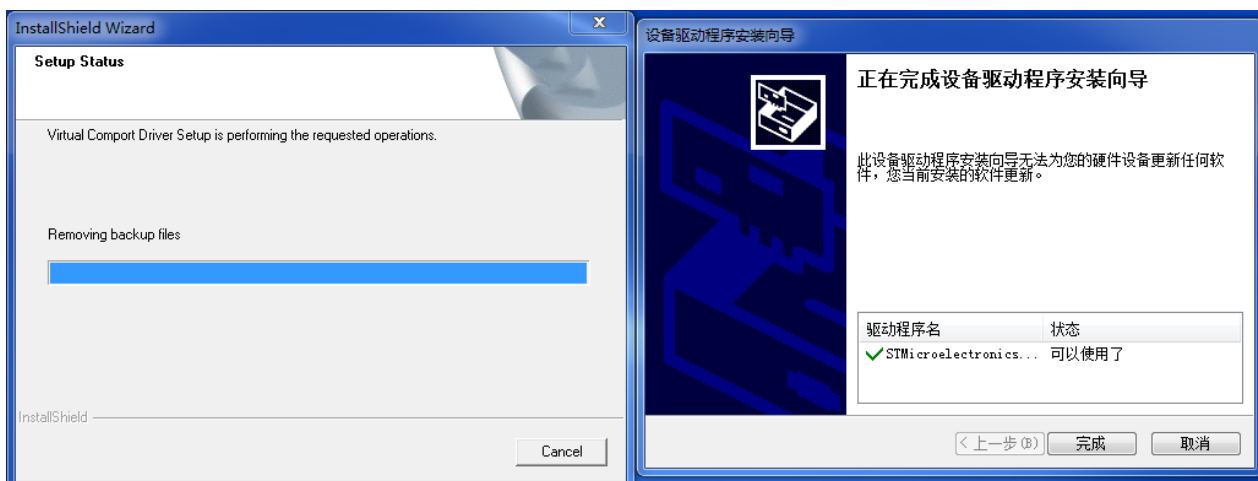 InstallShield Wizard
Setup Status
Virtual Comport Driver Setup is performing the requested operations.
Removing backup files
InstallShield
Cancel
设备驱动程序安装向导
正在完成设备驱动程序安装向导
此设备驱动程序安装向导无法为您的硬件设备更新任何软
件，您当前安装的软件更新。
驱动程序名 状态
STMicroelectronics... 可以使用了
< 上一步(B) 完成 取消